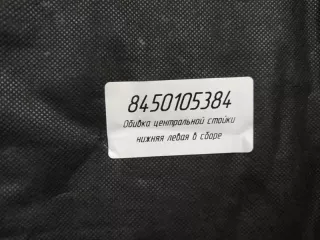 8450105384
Обивка центральной стойки
нижняя левая в сборе